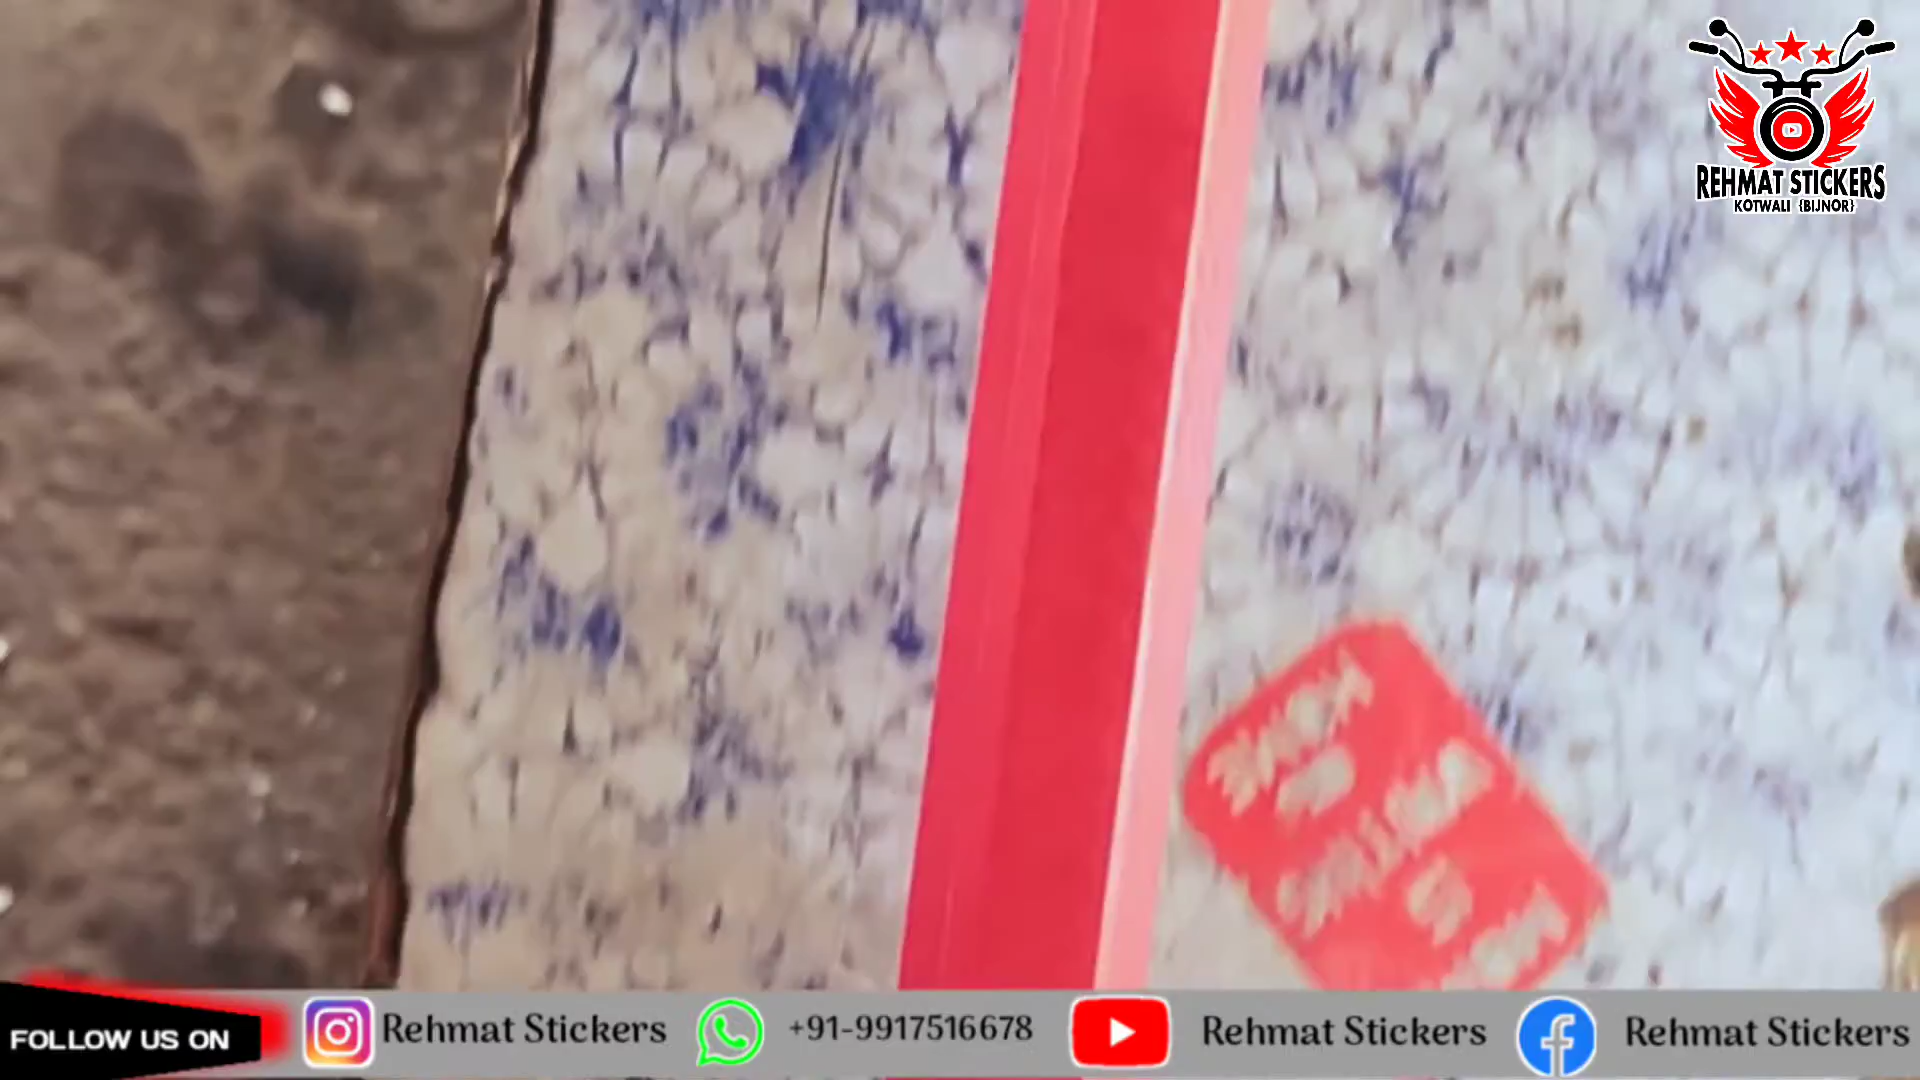 REHMAT STICKERS
KOTWALI {BIJNOR}
FOLLOW US ON
Rehmat Stickers
+91-9917516678
Rehmat Stickers
Rehmat Stickers